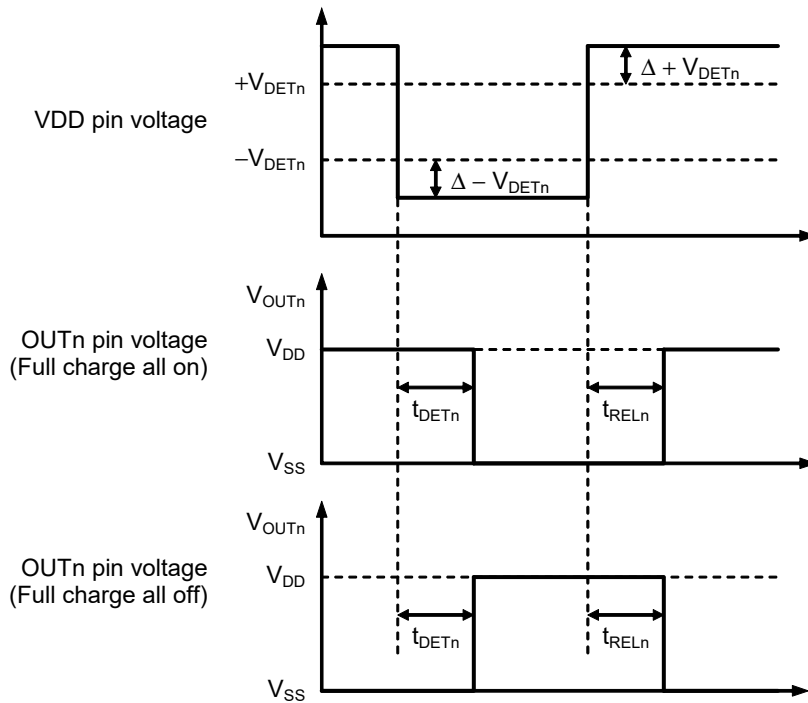 Δ + VDETn
+VDETn
VDD pin voltage
−VDETn
Δ − VDETn
VOUTn
OUTn pin voltage
(Full charge all on)
VDD
tDETn
tRELn
VSS
VOUTn
OUTn pin voltage
(Full charge all off)
VDD
tDETn
tRELn
VSS